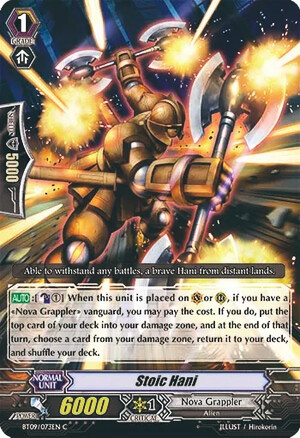 1
GRADE
SHIELD
5000
Able to withstand any battles, a brave Hani from distant lands.
AUTO: [ (1)] When this unit is placed on or , if you have a
«Nova Grappler» vanguard, you may pay the cost. If you do, put the
top card of your deck into your damage zone, and at the end of that
turn, choose a card from your damage zone, return it to your deck,
and shuffle your deck.
NORMAL
UNIT
Stoic Hani
POWER
6000
1
CRITICAL
Nova Grappler
Alien
BT09/073EN C
ILLUST / Hirokorin